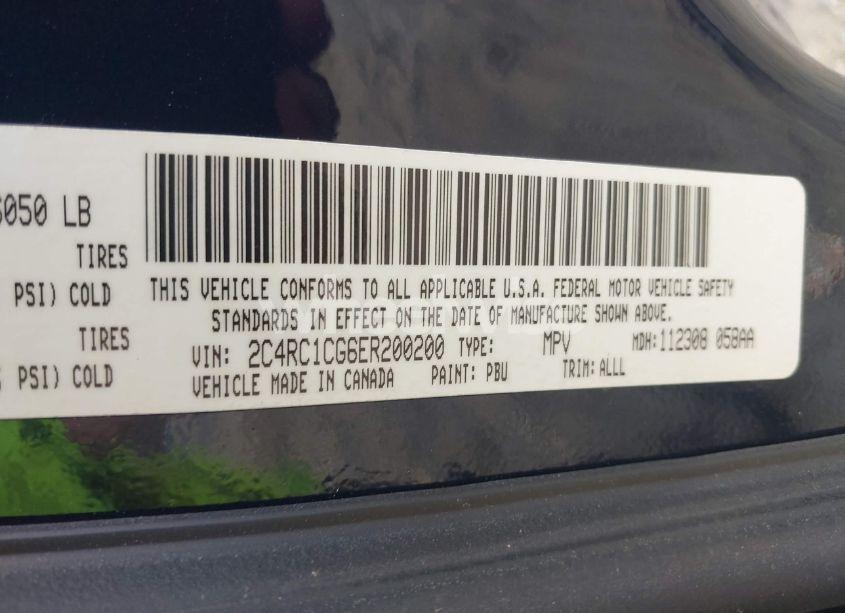 6050 LB
TIRES
PSI) COLD
TIRES
PSI) COLD
THIS VEHICLE CONFORMS TO ALL APPLICABLE U.S.A. FEDERAL MOTOR VEHICLE SAFETY
STANDARDS IN EFFECT ON THE DATE OF MANUFACTURE SHOWN ABOVE.
VIN: 2C4RC1CG6ER200200 TYPE: MPV MDH: 112308 058AA
VEHICLE MADE IN CANADA PAINT: PBU TRIM: ALLL